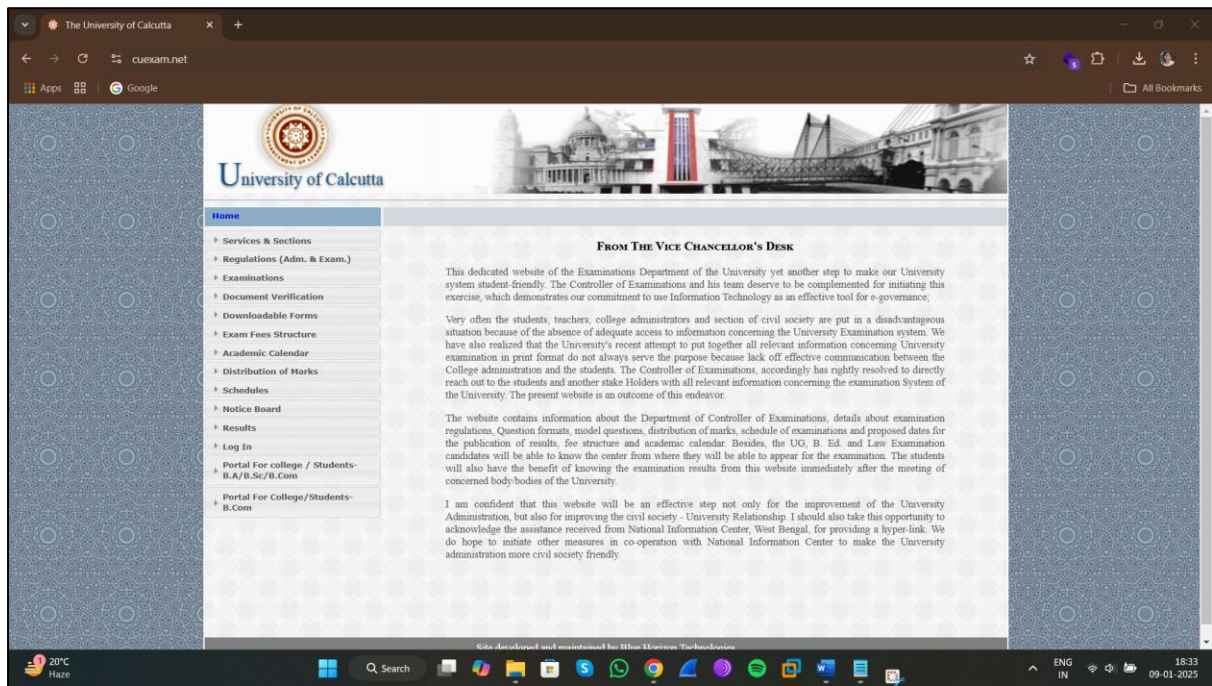 The University of Calcutta
cuexam.net
Apps
Google
All Bookmarks
ADVANCEMENT OF LEARNING
University of Calcutta
Home
Services & Sections
Regulations (Adm. & Exam.)
Examinations
Document Verification
Downloadable Forms
Exam Fees Structure
Academic Calendar
Distribution of Marks
Schedules
Notice Board
Results
Log In
Portal For college / Students-
B.A/B.Sc/B.Com
Portal For College/Students-
B.Com
FROM THE VICE CHANCELLOR'S DESK
This dedicated website of the Examinations Department of the University yet another step to make our University
system student-friendly. The Controller of Examinations and his team deserve to be complemented for initiating this
exercise, which demonstrates our commitment to use Information Technology as an effective tool for e-governance;
Very often the students, teachers, college administrators and section of civil society are put in a disadvantageous
situation because of the absence of adequate access to information concerning the University Examination system. We
have also realized that the University's recent attempt to put together all relevant information concerning University
examination in print format do not always serve the purpose because lack off effective communication between the
College administration and the students. The Controller of Examinations, accordingly has rightly resolved to directly
reach out to the students and another stake Holders with all relevant information concerning the examination System of
the University. The present website is an outcome of this endeavor.
The website contains information about the Department of Controller of Examinations, details about examination
regulations, Question formats, model questions, distribution of marks, schedule of examinations and proposed dates for
the publication of results, fee structure and academic calendar. Besides, the UG, B. Ed. and Law Examination
candidates will be able to know the center from where they will be able to appear for the examination. The students
will also have the benefit of knowing the examination results from this website immediately after the meeting of
concerned body/bodies of the University.
I am confident that this website will be an effective step not only for the improvement of the University
Administration, but also for improving the civil society - University Relationship. I should also take this opportunity to
acknowledge the assistance received from National Information Center, West Bengal, for providing a hyper-link. We
do hope to initiate other measures in co-operation with National Information Center to make the University
administration more civil society friendly.
Site developed and maintained by Blue Horizon Technologies
1
20°C
Haze
Search
ENG
IN
18:33
09-01-2025